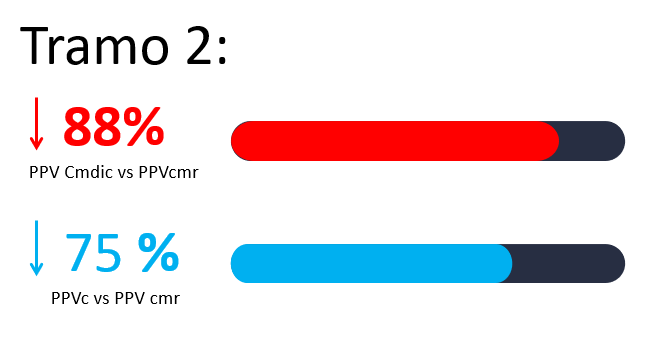 Tramo 2:
88%
PPV Cmdic vs PPVcmr
75 %
PPVc vs PPV cmr